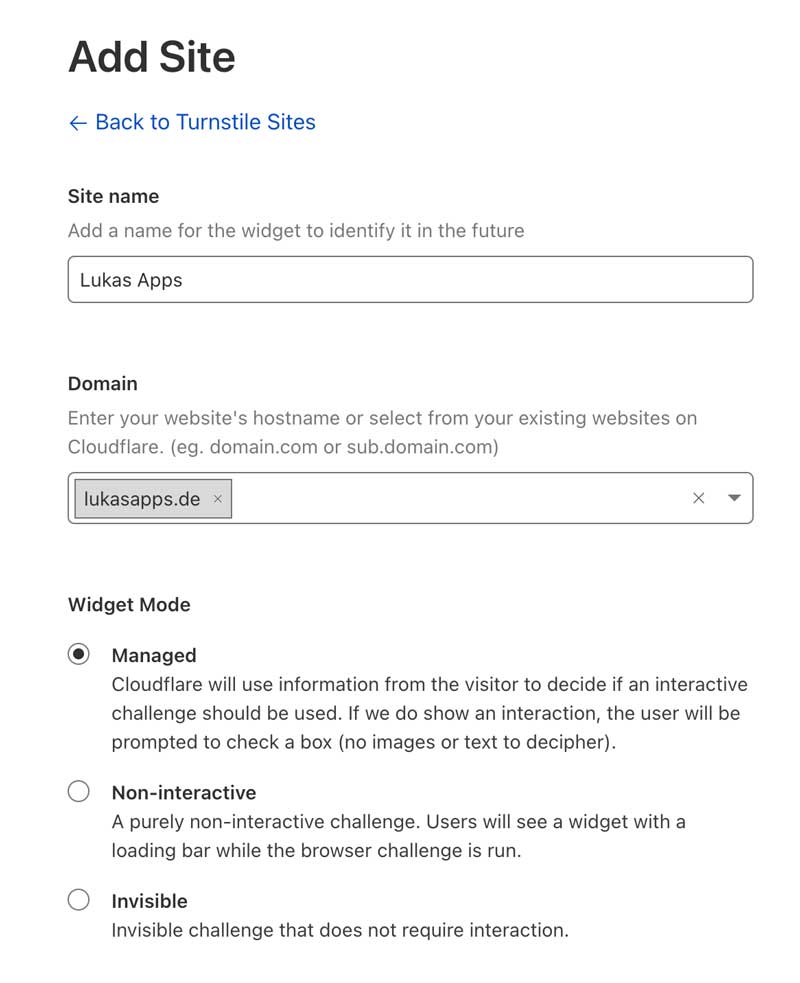 Add Site
← Back to Turnstile Sites
Site name
Add a name for the widget to identify it in the future
Lukas Apps
Domain
Enter your website's hostname or select from your existing websites on
Cloudflare. (eg. domain.com or sub.domain.com)
lukasapps.de ×
Widget Mode
Managed
Cloudflare will use information from the visitor to decide if an interactive
challenge should be used. If we do show an interaction, the user will be
prompted to check a box (no images or text to decipher).
Non-interactive
A purely non-interactive challenge. Users will see a widget with a
loading bar while the browser challenge is run.
Invisible
Invisible challenge that does not require interaction.